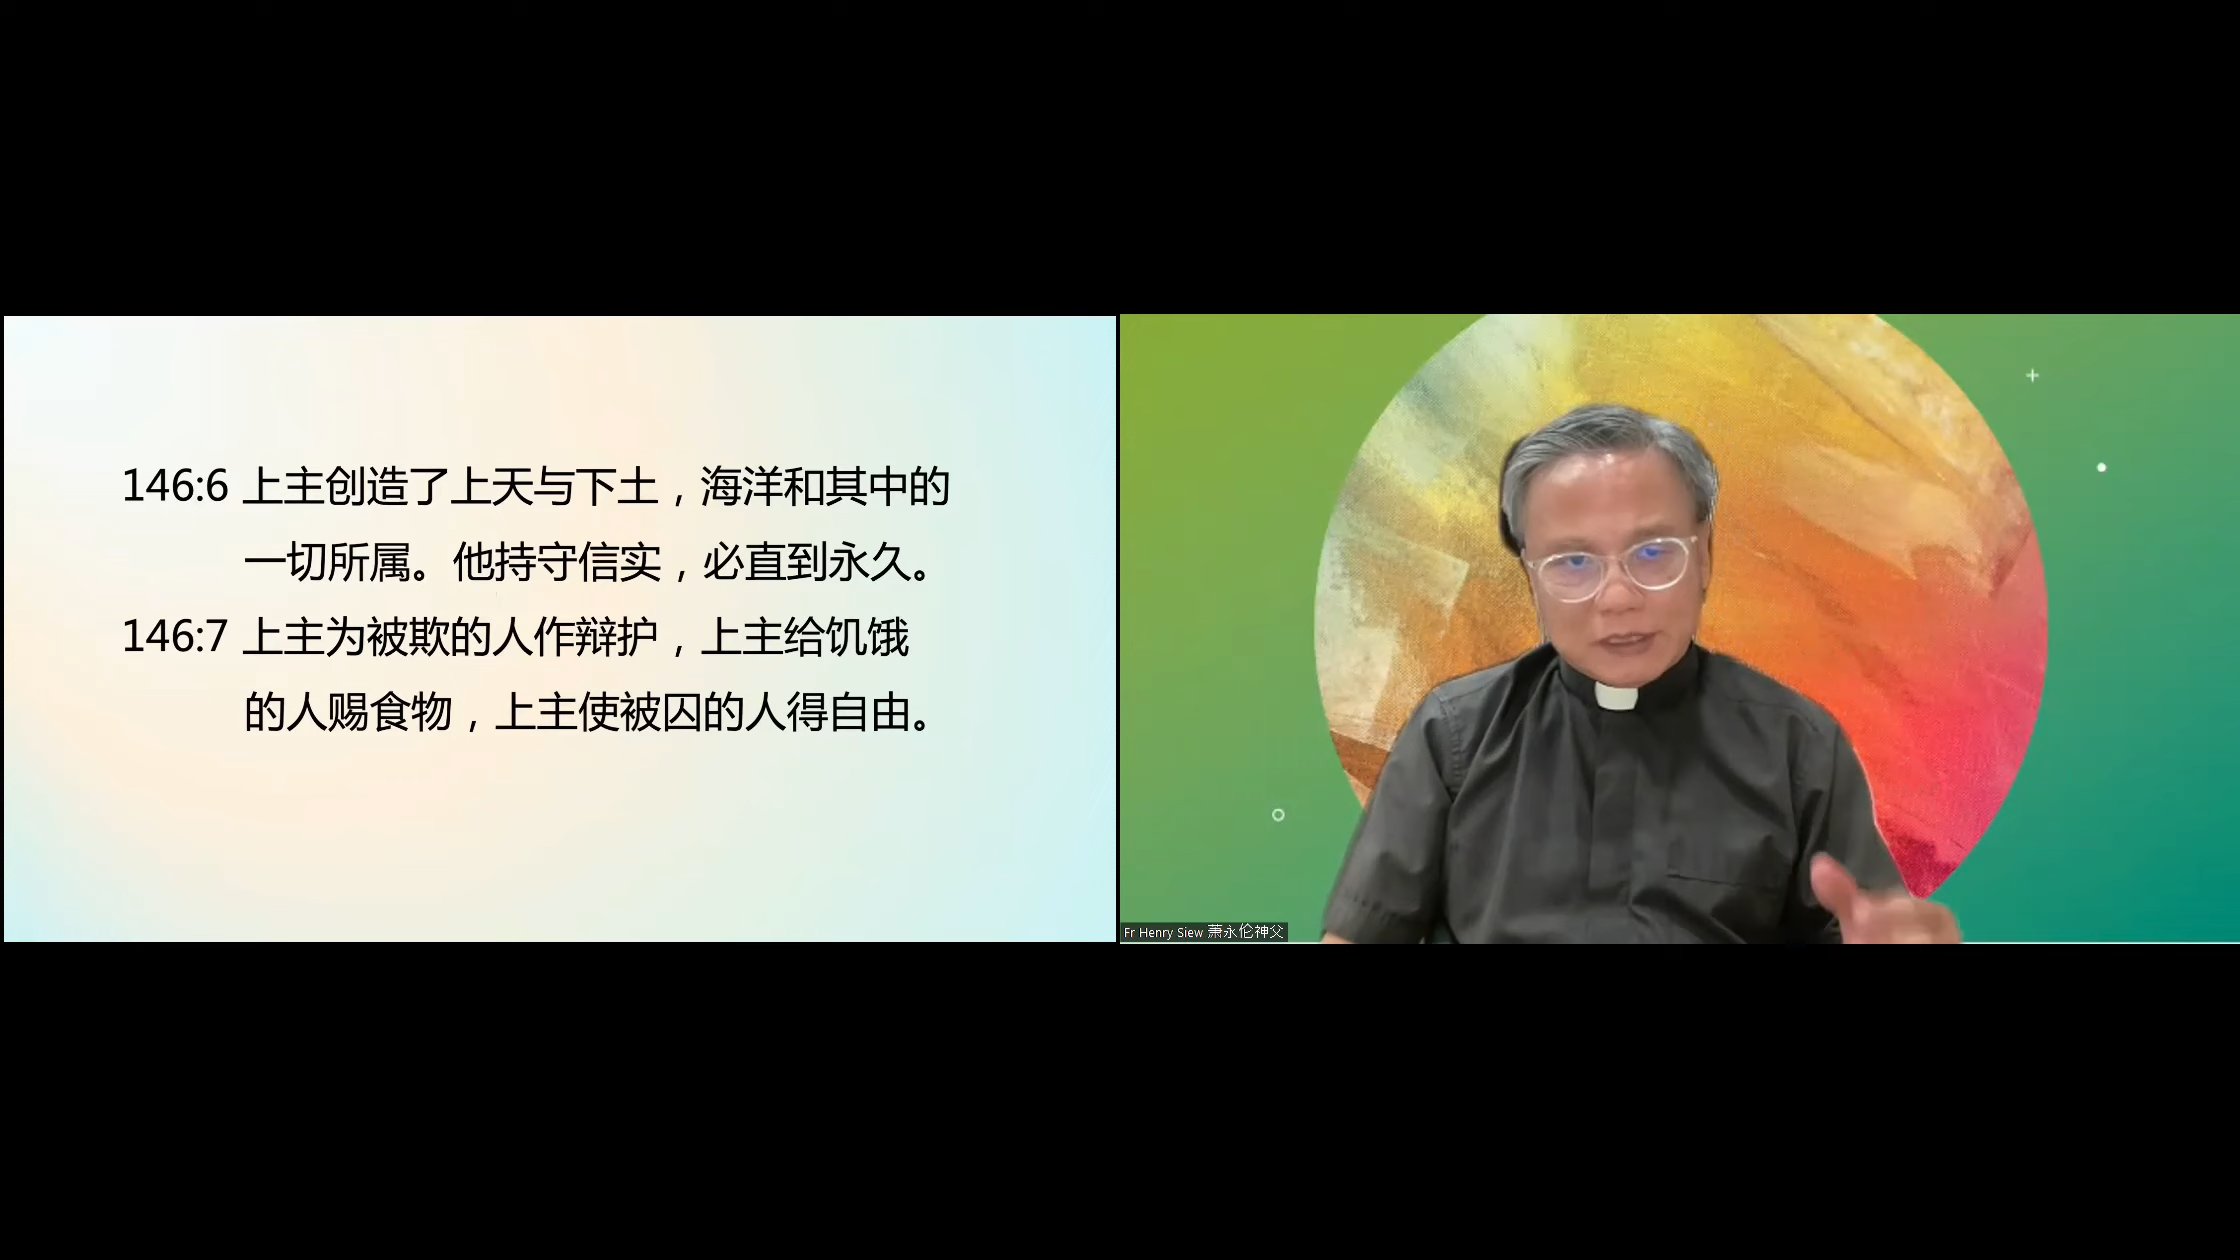 146:6 上主创造了上天与下土，海洋和其中的
一切所属。他持守信实，必直到永久。
146:7 上主为被欺的人作辩护，上主给饥饿
的人赐食物，上主使被囚的人得自由。
Fr Henry Siew 萧永伦神父